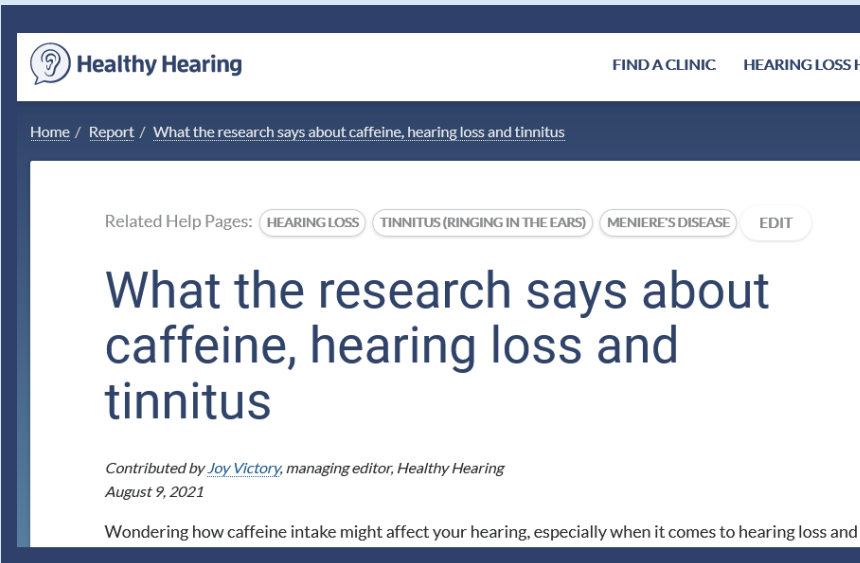 Healthy Hearing
FIND A CLINIC HEARING LOSS H
Home / Report / What the research says about caffeine, hearing loss and tinnitus
Related Help Pages: HEARING LOSS TINNITUS (RINGING IN THE EARS) MENIERE'S DISEASE EDIT
What the research says about
caffeine, hearing loss and
tinnitus
Contributed by Joy Victory, managing editor, Healthy Hearing
August 9, 2021
Wondering how caffeine intake might affect your hearing, especially when it comes to hearing loss and